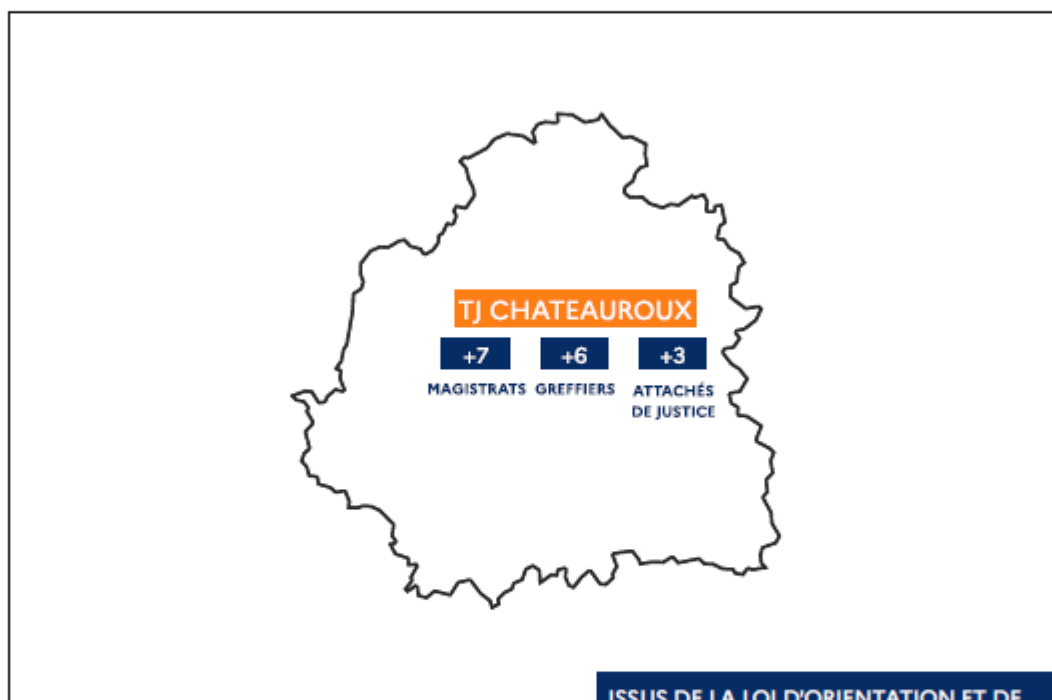 TJ CHATEAUROUX
+7 +6 +3
MAGISTRATS GREFFIERS ATTACHÉS
DE JUSTICE
ISSUS DE LA LOI D'ORIENTATION ET DE